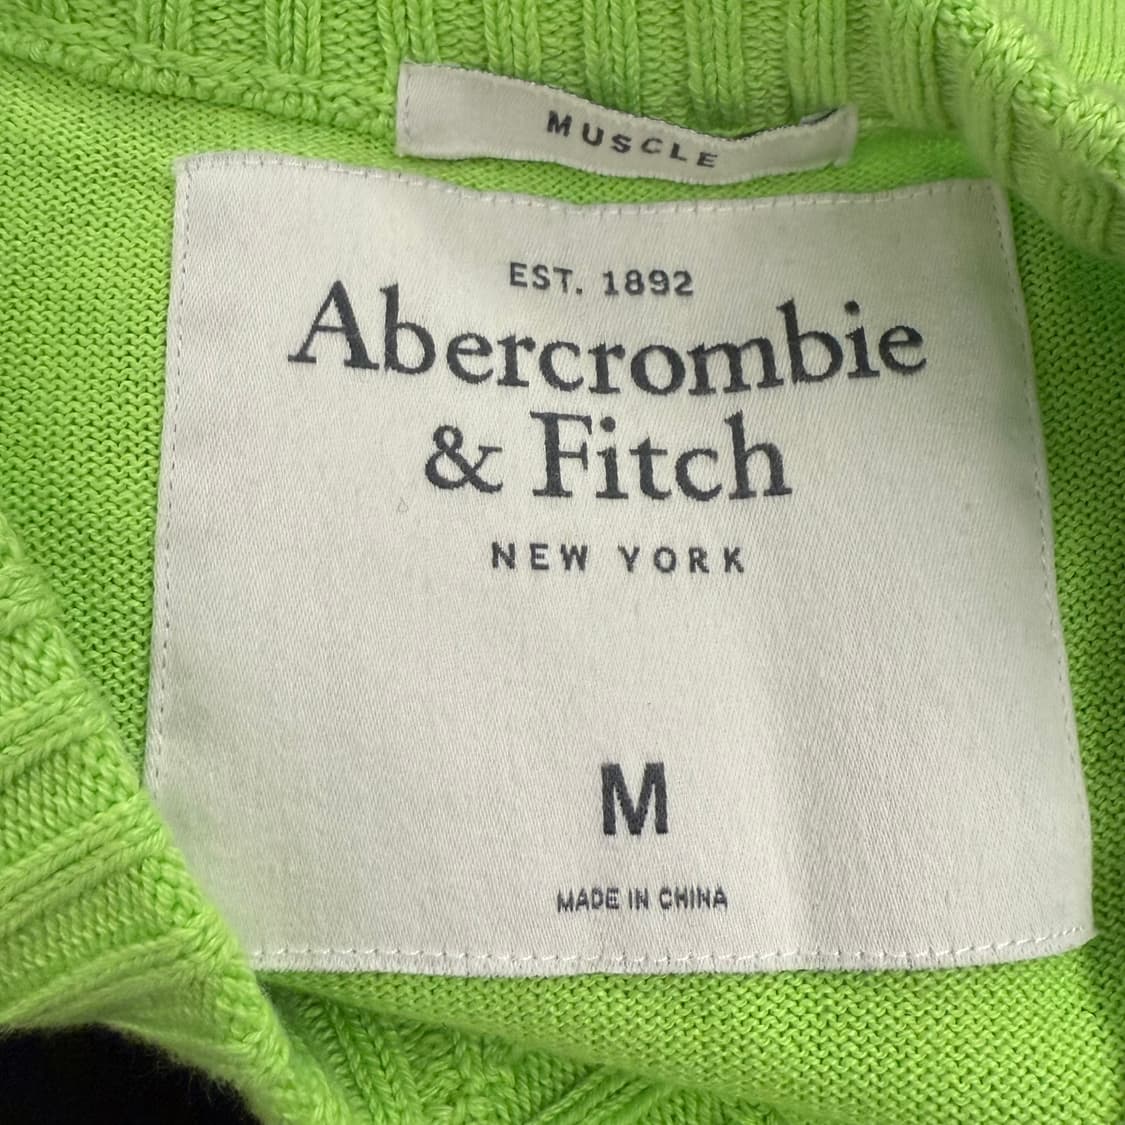 MUSCLE
EST. 1892
Abercrombie
& Fitch
NEW YORK
M
MADE IN CHINA